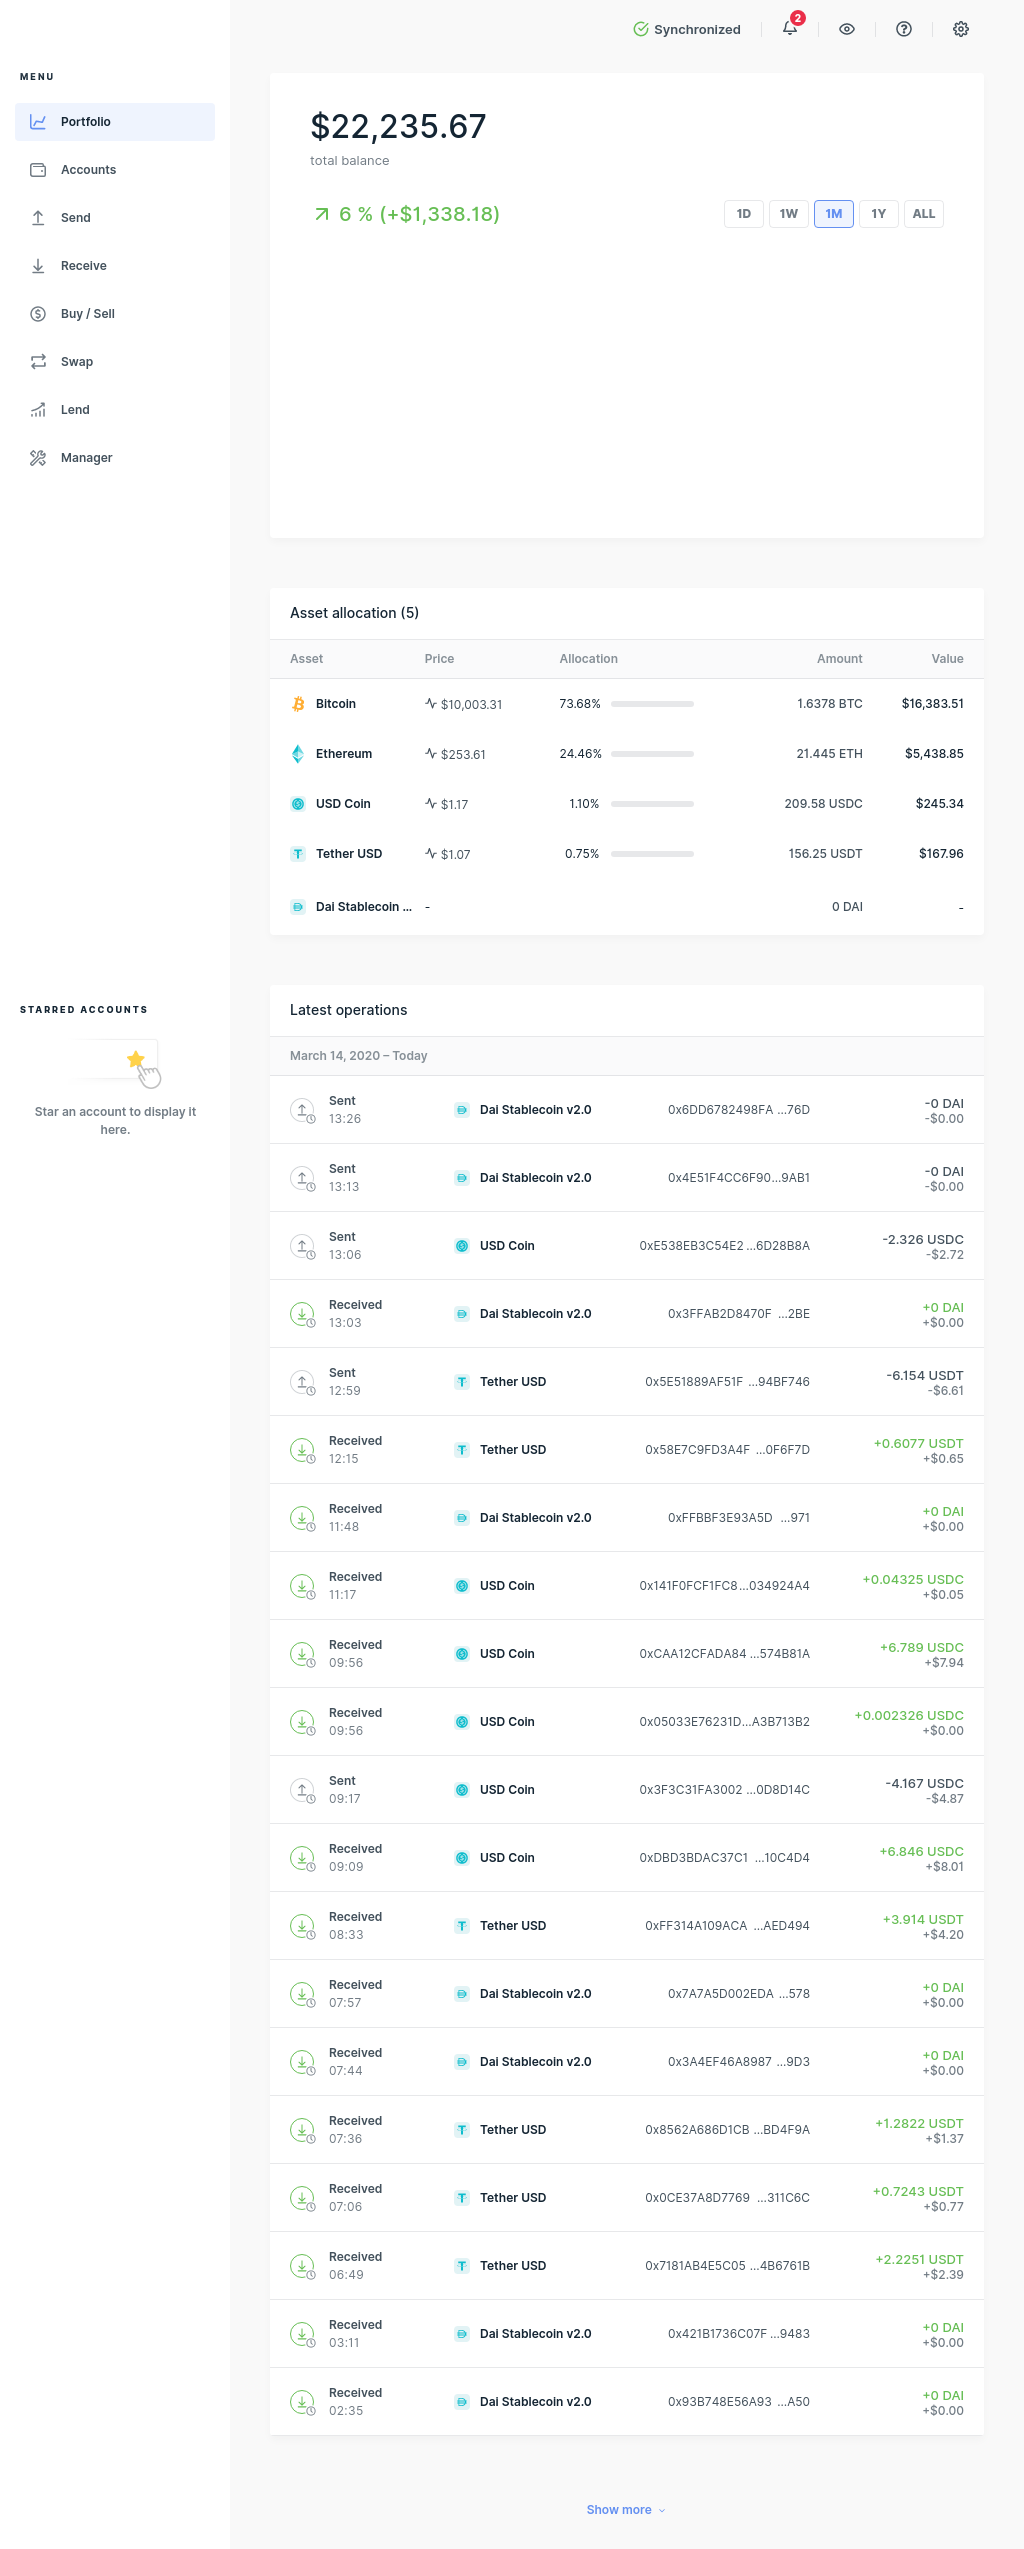 Synchronized
2
MENU
Portfolio
Accounts
Send
Receive
Buy / Sell
Swap
Lend
Manager
$22,235.67
total balance
6 % (+$1,338.18)
1D 1W 1M 1Y ALL
Asset allocation (5)
Asset Price Allocation Amount Value
Bitcoin $10,003.31 73.68% 1.6378 BTC $16,383.51
Ethereum $253.61 24.46% 21.445 ETH $5,438.85
USD Coin $1.17 1.10% 209.58 USDC $245.34
Tether USD $1.07 0.75% 156.25 USDT $167.96
Dai Stablecoin ... - 0 DAI -
STARRED ACCOUNTS
Star an account to display it
here.
Latest operations
March 14, 2020 – Today
Sent
13:26
Dai Stablecoin v2.0 0x6DD6782498FA ...76D
-0 DAI
-$0.00
Sent
13:13
Dai Stablecoin v2.0 0x4E51F4CC6F90...9AB1
-0 DAI
-$0.00
Sent
13:06
USD Coin 0xE538EB3C54E2 ...6D28B8A
-2.326 USDC
-$2.72
Received
13:03
Dai Stablecoin v2.0 0x3FFAB2D8470F ...2BE
+0 DAI
+$0.00
Sent
12:59
Tether USD 0x5E51889AF51F ...94BF746
-6.154 USDT
-$6.61
Received
12:15
Tether USD 0x58E7C9FD3A4F ...0F6F7D
+0.6077 USDT
+$0.65
Received
11:48
Dai Stablecoin v2.0 0xFFBBF3E93A5D ...971
+0 DAI
+$0.00
Received
11:17
USD Coin 0x141F0FCF1FC8...034924A4
+0.04325 USDC
+$0.05
Received
09:56
USD Coin 0xCAA12CFADA84 ...574B81A
+6.789 USDC
+$7.94
Received
09:56
USD Coin 0x05033E76231D...A3B713B2
+0.002326 USDC
+$0.00
Sent
09:17
USD Coin 0x3F3C31FA3002 ...0D8D14C
-4.167 USDC
-$4.87
Received
09:09
USD Coin 0xDBD3BDAC37C1 ...10C4D4
+6.846 USDC
+$8.01
Received
08:33
Tether USD 0xFF314A109ACA ...AED494
+3.914 USDT
+$4.20
Received
07:57
Dai Stablecoin v2.0 0x7A7A5D002EDA ...578
+0 DAI
+$0.00
Received
07:44
Dai Stablecoin v2.0 0x3A4EF46A8987 ...9D3
+0 DAI
+$0.00
Received
07:36
Tether USD 0x8562A686D1CB ...BD4F9A
+1.2822 USDT
+$1.37
Received
07:06
Tether USD 0x0CE37A8D7769 ...311C6C
+0.7243 USDT
+$0.77
Received
06:49
Tether USD 0x7181AB4E5C05 ...4B6761B
+2.2251 USDT
+$2.39
Received
03:11
Dai Stablecoin v2.0 0x421B1736C07F ...9483
+0 DAI
+$0.00
Received
02:35
Dai Stablecoin v2.0 0x93B748E56A93 ...A50
+0 DAI
+$0.00
Show more